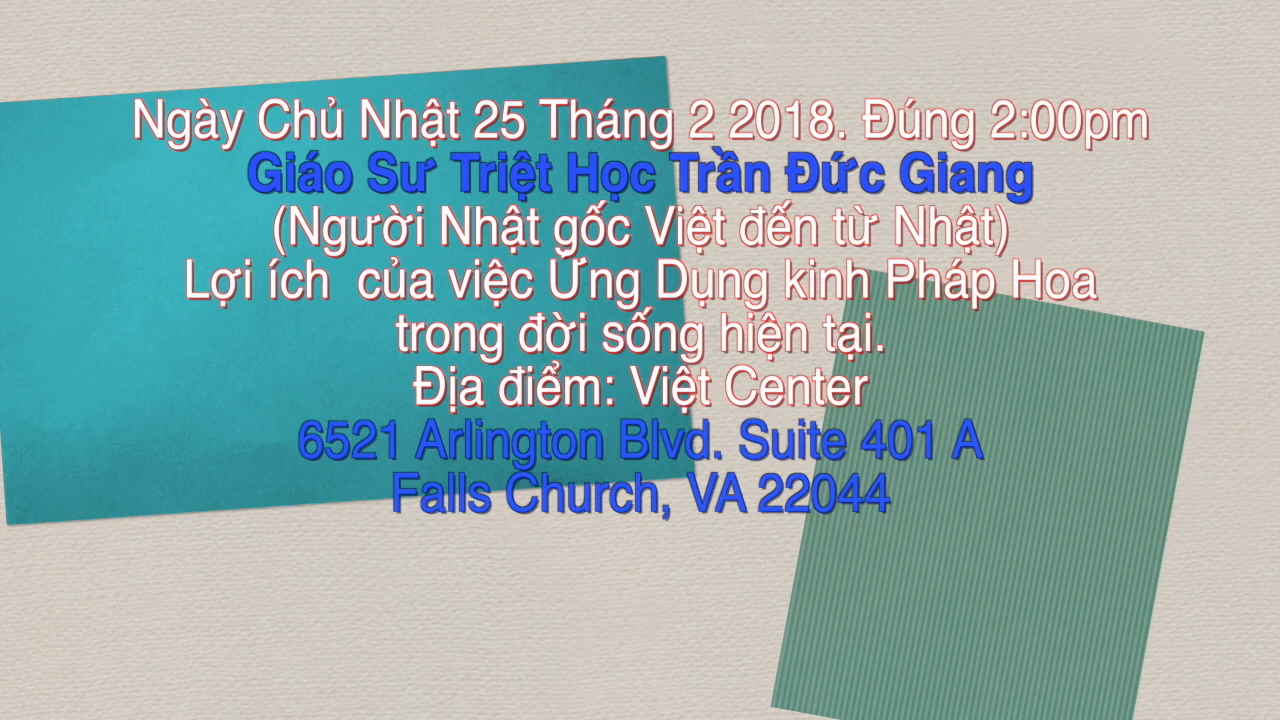 Ngày Chủ Nhật 25 Tháng 2 2018. Đúng 2:00pm
Giáo Sư Triệt Học Trần Đức Giang
(Người Nhật gốc Việt đến từ Nhật)
Lợi ích của việc Ứng Dụng kinh Pháp Hoa
trong đời sống hiện tại.
Địa điểm: Việt Center
6521 Arlington Blvd. Suite 401 A
Falls Church, VA 22044